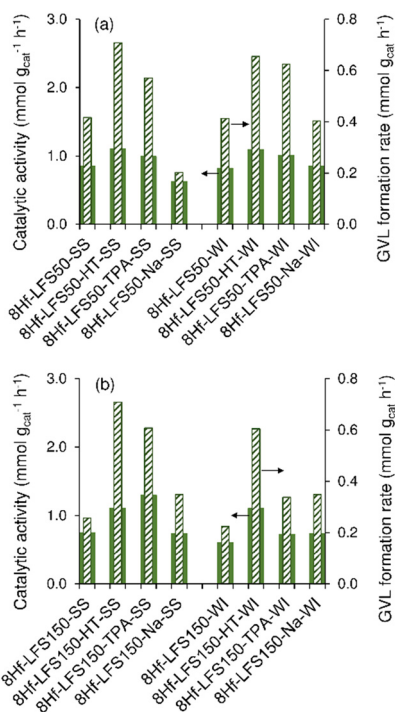 (a)
Catalytic activity (mmol g_cat⁻¹ h⁻¹)
3.0
2.0
1.0
0.0
0.8
0.6
0.4
0.2
0
GVL formation rate (mmol g_cat⁻¹ h⁻¹)
8Hf-LFS50-SS
8Hf-LFS50-HT-SS
8Hf-LFS50-TPA-SS
8Hf-LFS50-Na-SS
8Hf-LFS50-WI
8Hf-LFS50-HT-WI
8Hf-LFS50-TPA-WI
8Hf-LFS50-Na-WI
(b)
Catalytic activity (mmol g_cat⁻¹ h⁻¹)
3.0
2.0
1.0
0.0
0.8
0.6
0.4
0.2
0
GVL formation rate (mmol g_cat⁻¹ h⁻¹)
8Hf-LFS150-SS
8Hf-LFS150-HT-SS
8Hf-LFS150-TPA-SS
8Hf-LFS150-Na-SS
8Hf-LFS150-WI
8Hf-LFS150-HT-WI
8Hf-LFS150-TPA-WI
8Hf-LFS150-Na-WI